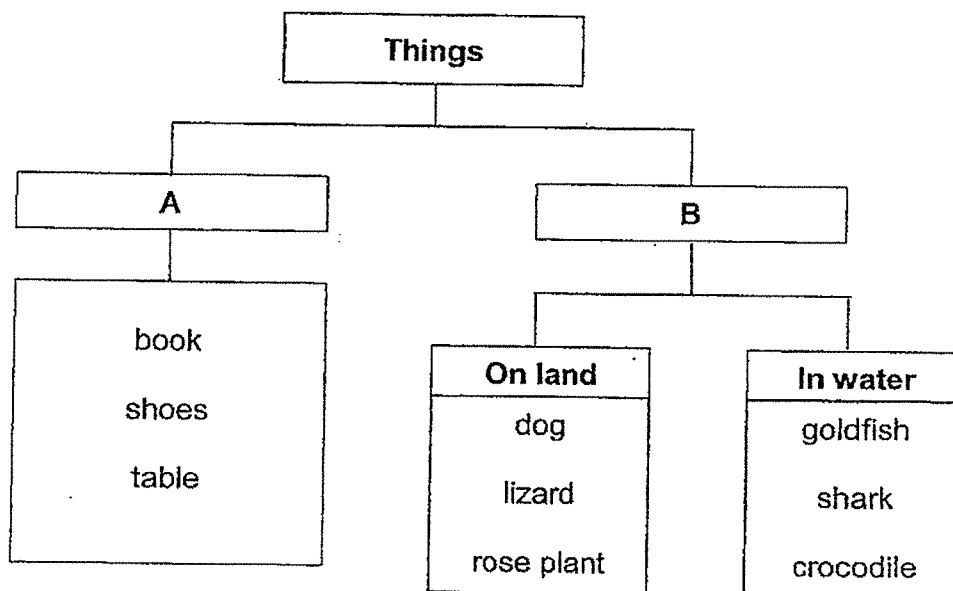 Things
A
B
book
shoes
table
On land
dog
lizard
rose plant
In water
goldfish
shark
crocodile